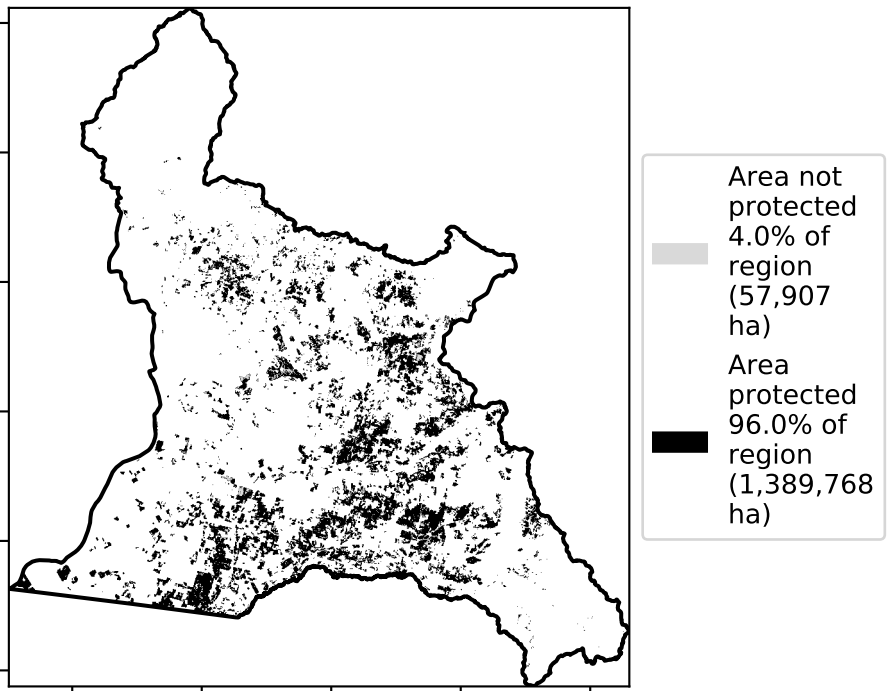 Area not
protected
4.0% of
region
(57,907
ha)
Area
protected
96.0% of
region
(1,389,768
ha)